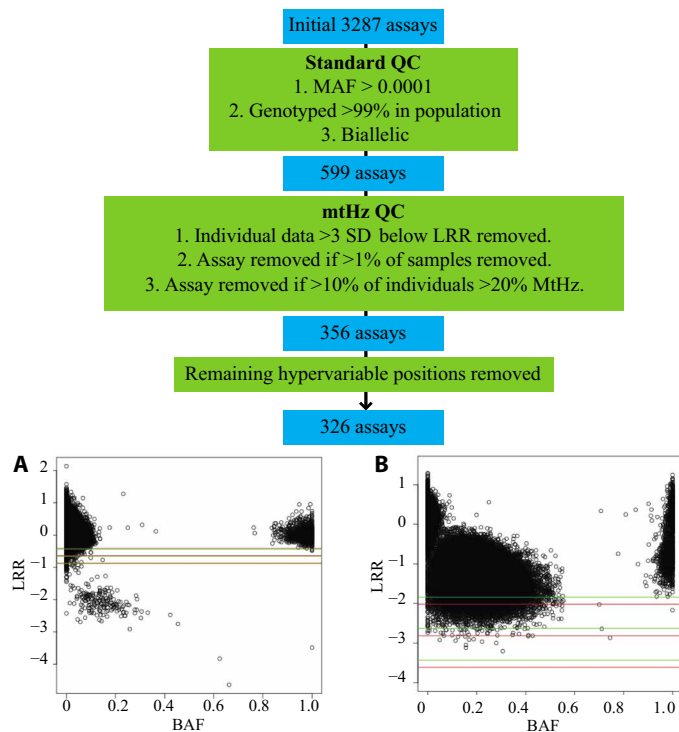 Initial 3287 assays
Standard QC
1. MAF > 0.0001
2. Genotyped >99% in population
3. Biallelic
599 assays
mtHz QC
1. Individual data >3 SD below LRR removed.
2. Assay removed if >1% of samples removed.
3. Assay removed if >10% of individuals >20% MtHz.
356 assays
Remaining hypervariable positions removed
326 assays
A
2
1
0
−1
−2
−3
−4
LRR
0 0.2 0.4 0.6 0.8 1.0
BAF
B
1
0
−1
−2
−3
−4
LRR
0 0.2 0.4 0.6 0.8 1.0
BAF